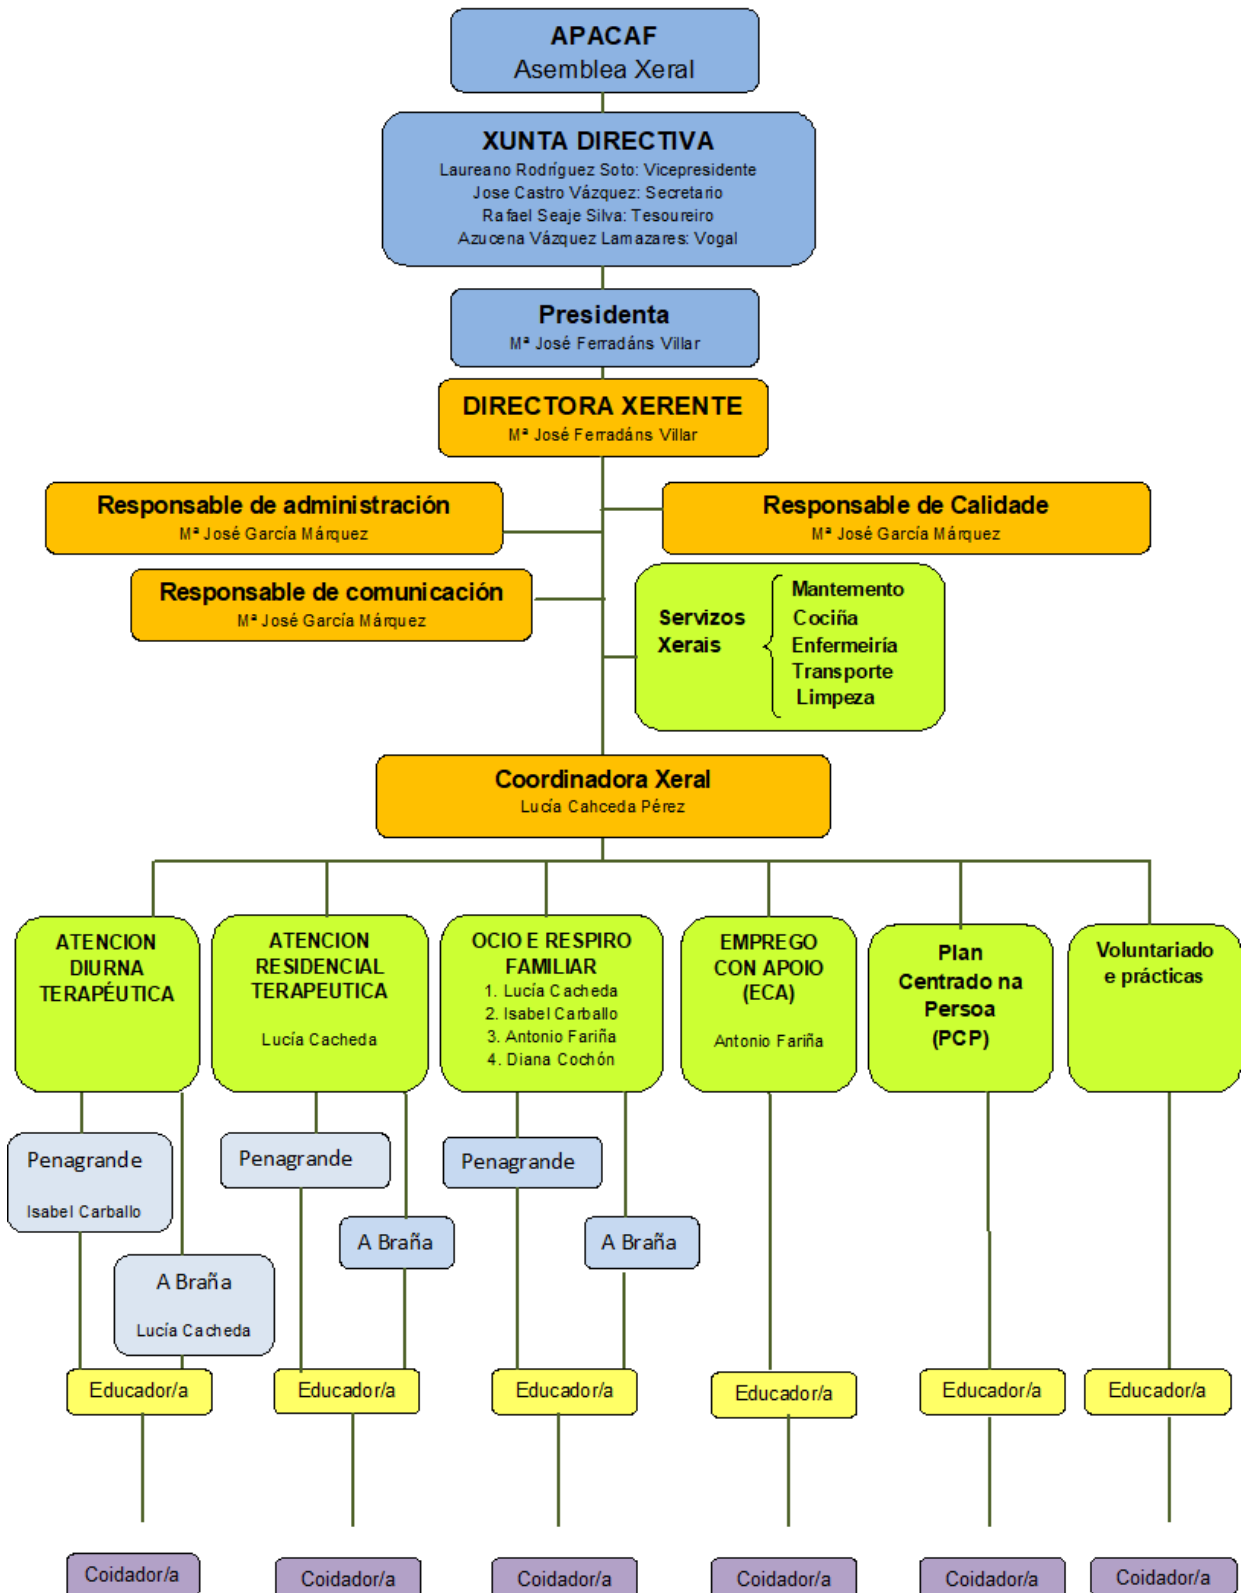 APACAF
Asemblea Xeral
XUNTA DIRECTIVA
Laureano Rodríguez Soto: Vicepresidente
Jose Castro Vázquez: Secretario
Rafael Seaje Silva: Tesoureiro
Azucena Vázquez Lamazares: Vogal
Presidenta
Mª José Ferradáns Villar
DIRECTORA XERENTE
Mª José Ferradáns Villar
Responsable de administración
Mª José García Márquez
Responsable de Calidade
Mª José García Márquez
Responsable de comunicación
Mª José García Márquez
Servizos
Xerais
Mantemento
Cociña
Enfermeiría
Transporte
Limpeza
Coordinadora Xeral
Lucía Cahceda Pérez
ATENCION
DIURNA
TERAPÉUTICA
ATENCION
RESIDENCIAL
TERAPEUTICA
Lucía Cacheda
OCIO E RESPIRO
FAMILIAR
1. Lucía Cacheda
2. Isabel Carballo
3. Antonio Fariña
4. Diana Cochón
EMPREGO
CON APOIO
(ECA)
Antonio Fariña
Plan
Centrado na
Persoa
(PCP)
Voluntariado
e prácticas
Penagrande
Isabel Carballo
A Braña
Lucía Cacheda
Penagrande
A Braña
Penagrande
A Braña
Educador/a
Educador/a
Educador/a
Educador/a
Educador/a
Educador/a
Coidador/a
Coidador/a
Coidador/a
Coidador/a
Coidador/a
Coidador/a